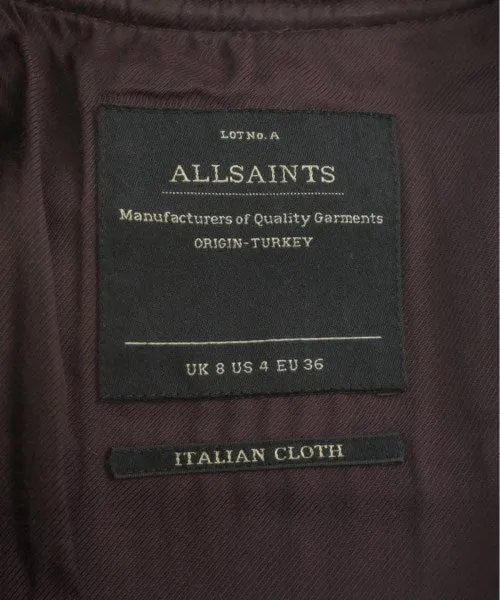 LOT No. A
ALLSAINTS
Manufacturers of Quality Garments
ORIGIN-TURKEY
UK 8 US 4 EU 36
ITALIAN CLOTH